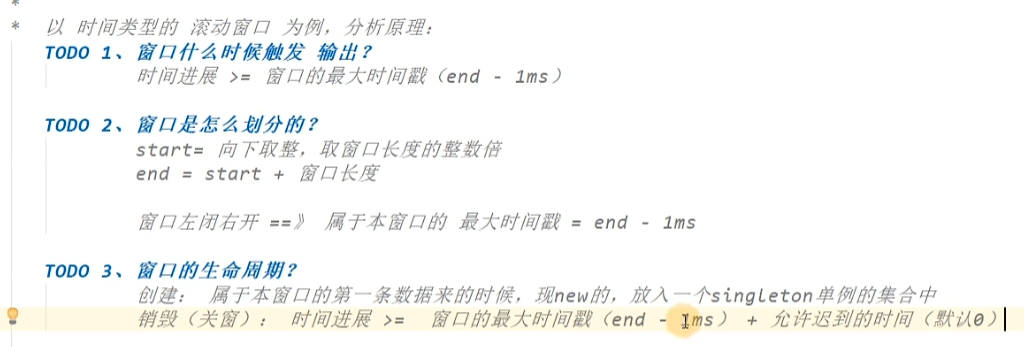 *
* 以 时间类型的 滚动窗口 为例，分析原理：
TODO 1、窗口什么时候触发 输出？
时间进展 >= 窗口的最大时间戳（end - 1ms）
TODO 2、窗口是怎么划分的？
start= 向下取整，取窗口长度的整数倍
end = start + 窗口长度
窗口左闭右开 ==》 属于本窗口的 最大时间戳 = end - 1ms
TODO 3、窗口的生命周期？
创建： 属于本窗口的第一条数据来的时候，现new的，放入一个singleton单例的集合中
销毁（关窗）： 时间进展 >= 窗口的最大时间戳（end - 1ms） + 允许迟到的时间（默认0）